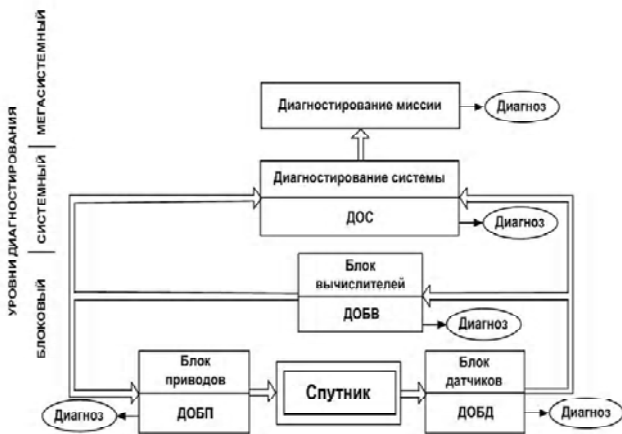 УРОВНИ ДИАГНОСТИРОВАНИЯ
МЕГАСИСТЕМНЫЙ
СИСТЕМНЫЙ
БЛОКОВЫЙ
Диагностирование миссии
Диагноз
Диагностирование системы
ДОС
Диагноз
Блок
вычислителей
ДОБВ
Диагноз
Блок
приводов
ДОБП
Диагноз
Спутник
Блок
датчиков
ДОБД
Диагноз